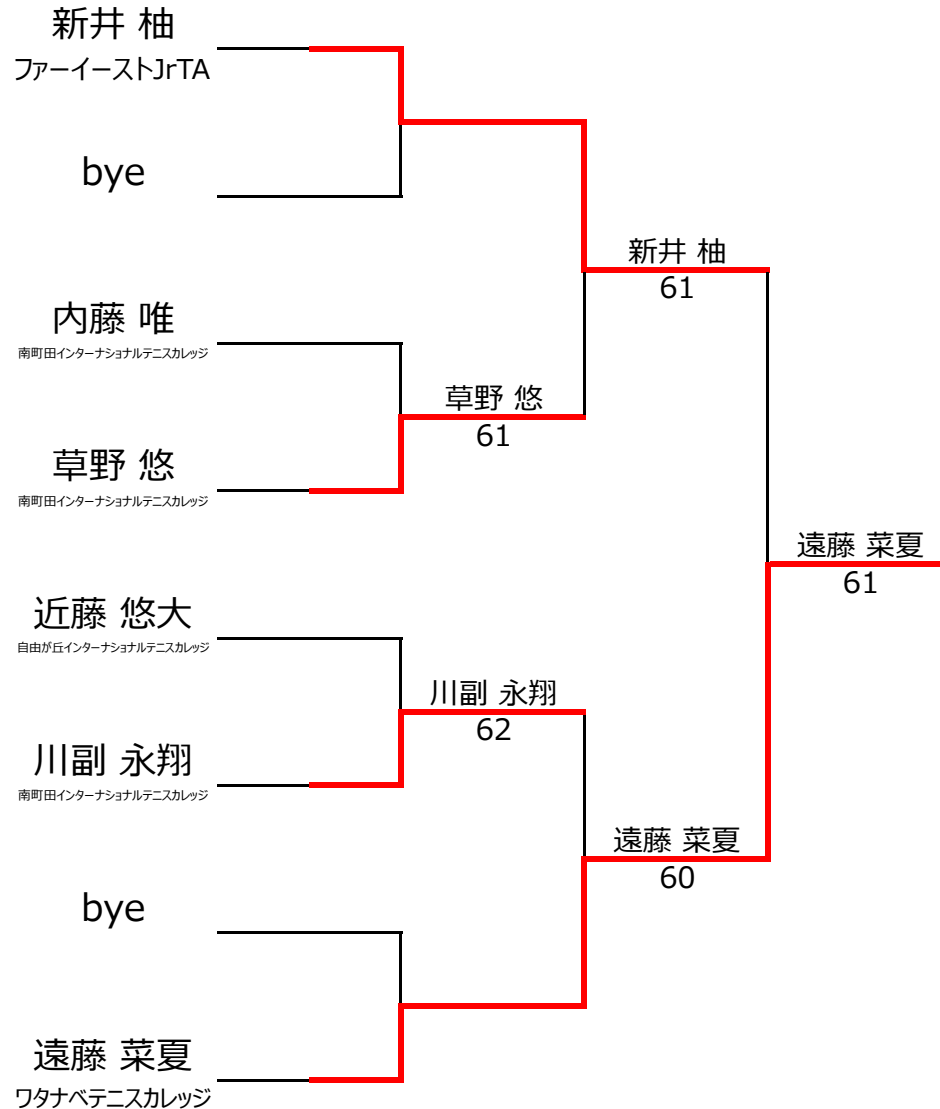 新井 柚
ファーイーストJrTA
bye
新井 柚
61
内藤 唯
南町田インターナショナルテニスカレッジ
草野 悠
61
草野 悠
南町田インターナショナルテニスカレッジ
遠藤 菜夏
61
近藤 悠大
自由が丘インターナショナルテニスカレッジ
川副 永翔
62
川副 永翔
南町田インターナショナルテニスカレッジ
遠藤 菜夏
60
bye
遠藤 菜夏
ワタナベテニスカレッジ